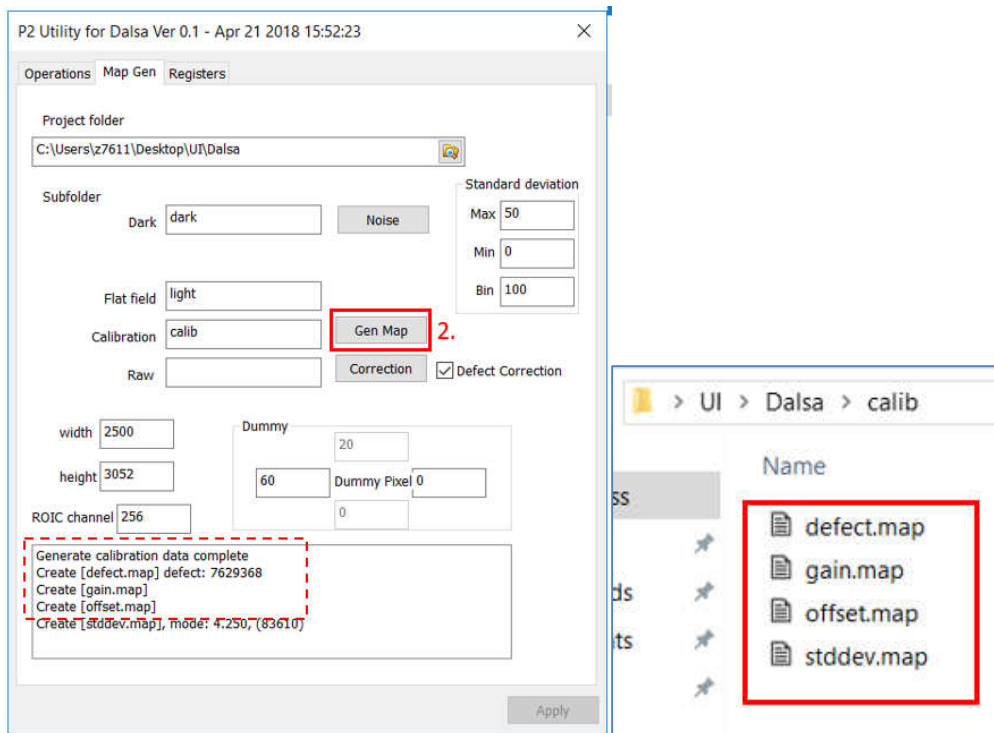 P2 Utility for Dalsa Ver 0.1 - Apr 21 2018 15:52:23
Operations Map Gen Registers
Project folder
C:\Users\z7611\Desktop\UI\Dalsa
Subfolder
Dark dark Noise
Standard deviation
Max 50
Min 0
Bin 100
Flat field light
Calibration calib Gen Map 2.
Raw Correction Defect Correction
width 2500
height 3052
ROIC channel 256
Dummy
20
60 Dummy Pixel 0
0
Generate calibration data complete
Create [defect.map] defect: 7629368
Create [gain.map]
Create [offset.map]
Create [stddev.map], mode: 4.250, (83610)
Apply
> UI > Dalsa > calib
Name
ss
ds
ts
defect.map
gain.map
offset.map
stddev.map